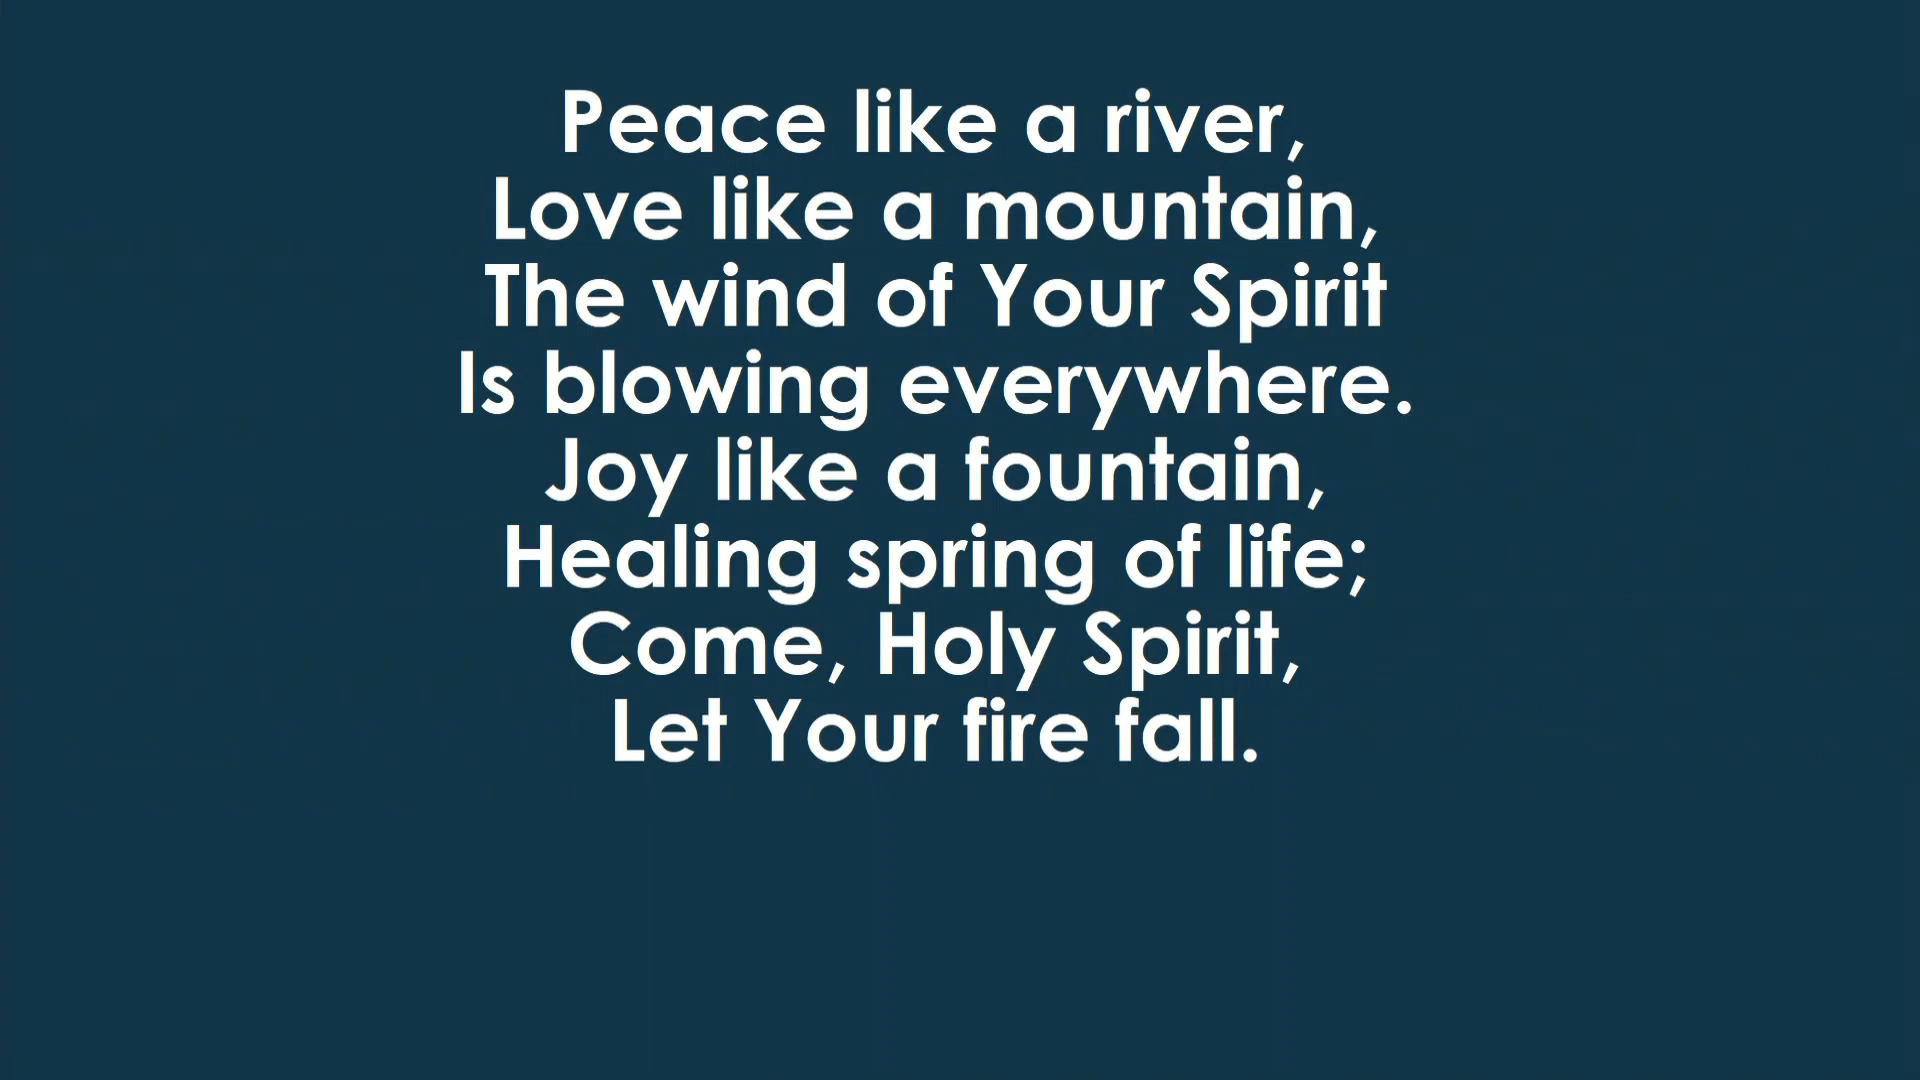 Peace like a river,
Love like a mountain,
The wind of Your Spirit
Is blowing everywhere.
Joy like a fountain,
Healing spring of life;
Come, Holy Spirit,
Let Your fire fall.